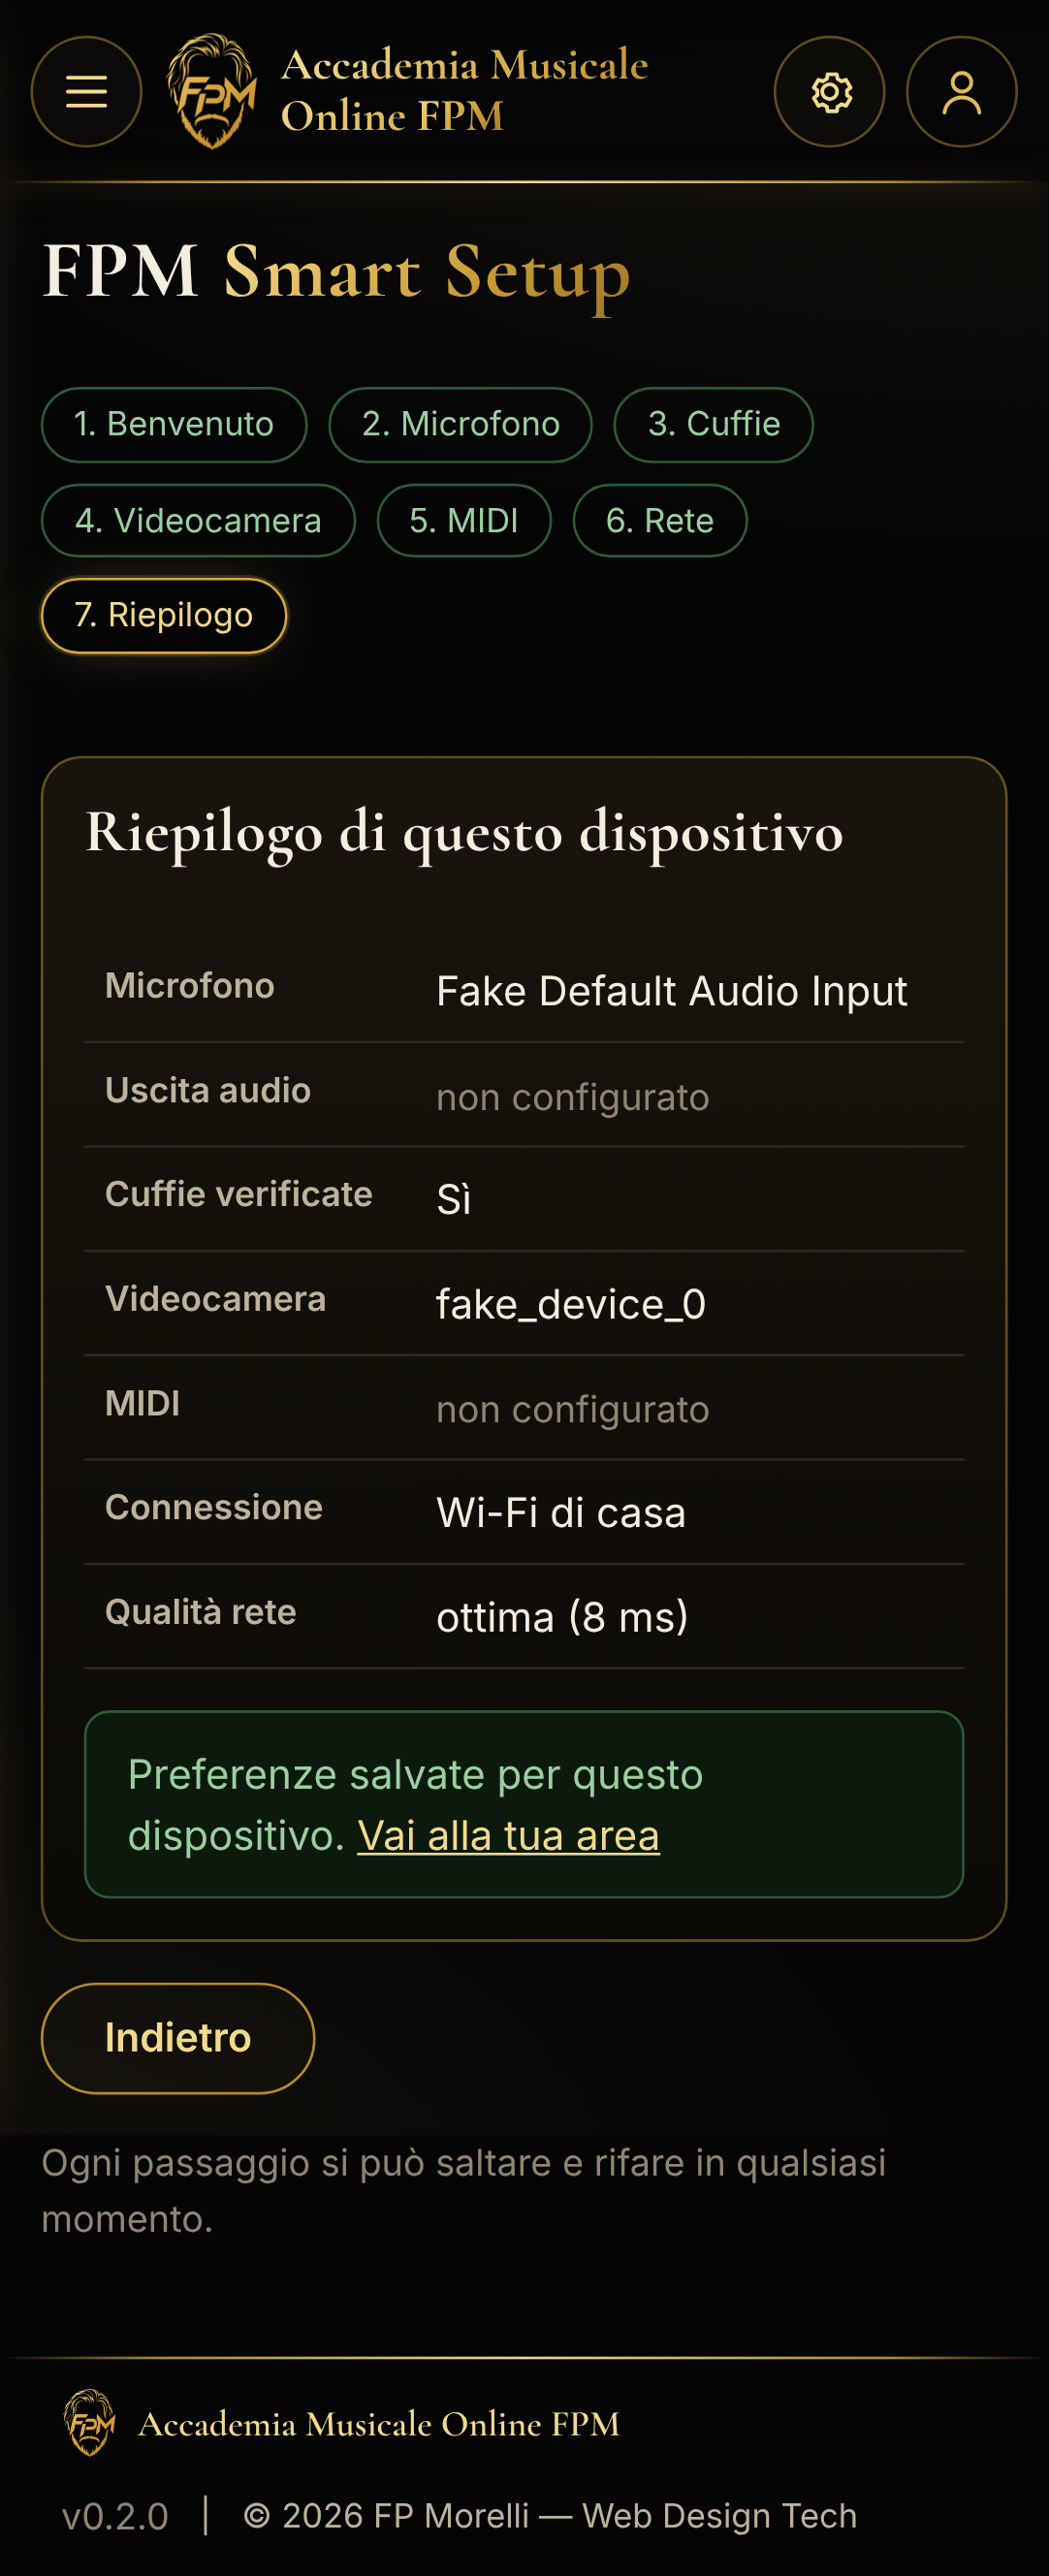 FPM
Accademia Musicale
Online FPM
FPM Smart Setup
1. Benvenuto
2. Microfono
3. Cuffie
4. Videocamera
5. MIDI
6. Rete
7. Riepilogo
Riepilogo di questo dispositivo
Microfono Fake Default Audio Input
Uscita audio non configurato
Cuffie verificate Sì
Videocamera fake_device_0
MIDI non configurato
Connessione Wi-Fi di casa
Qualità rete ottima (8 ms)
Preferenze salvate per questo
dispositivo. Vai alla tua area
Indietro
Ogni passaggio si può saltare e rifare in qualsiasi
momento.
FPM
Accademia Musicale Online FPM
v0.2.0 | © 2026 FP Morelli — Web Design Tech